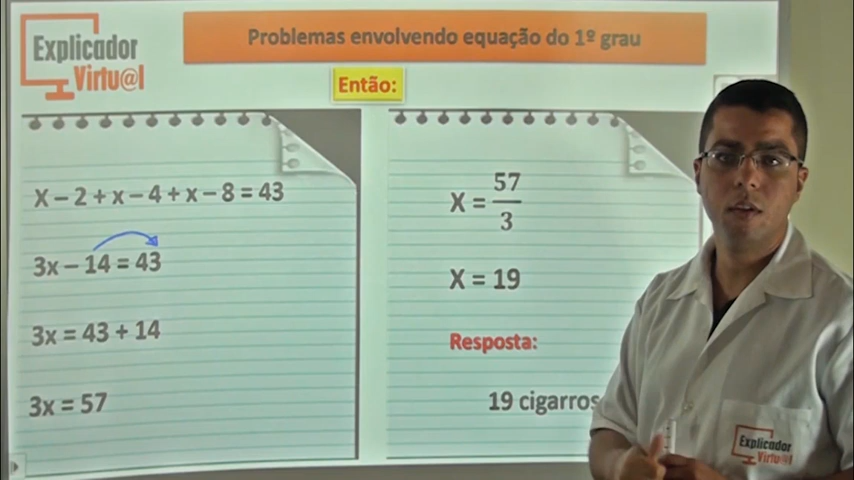 Explicador
Virtu@l
Problemas envolvendo equação do 1º grau
Então:
X – 2 + x – 4 + x – 8 = 43
3x – 14 = 43
3x = 43 + 14
3x = 57
X = 57/3
X = 19
Resposta:
19 cigarros
Explicador
Virtu@l